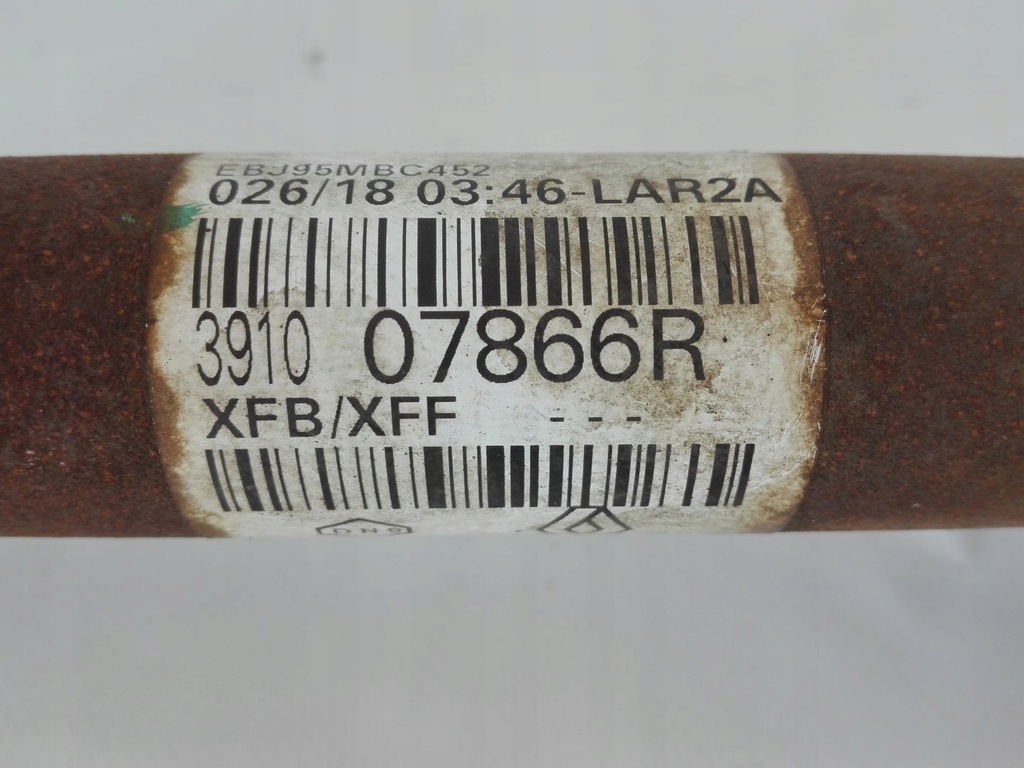 EBJ95MBC452
026/18 03:46-LAR2A
3910 07866R
XFB/XFF - - -